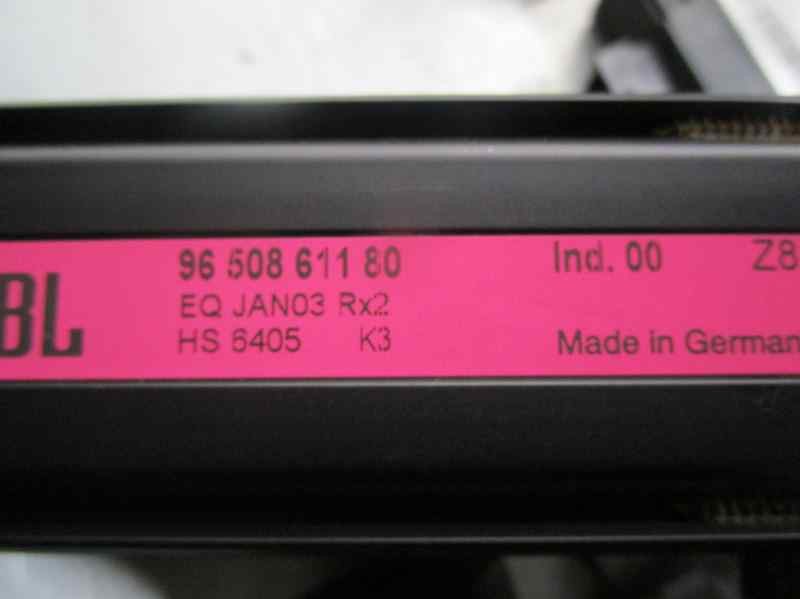 BL
96 508 611 80 Ind. 00 Z8
EQ JAN03 Rx2
HS 6405 K3 Made in German